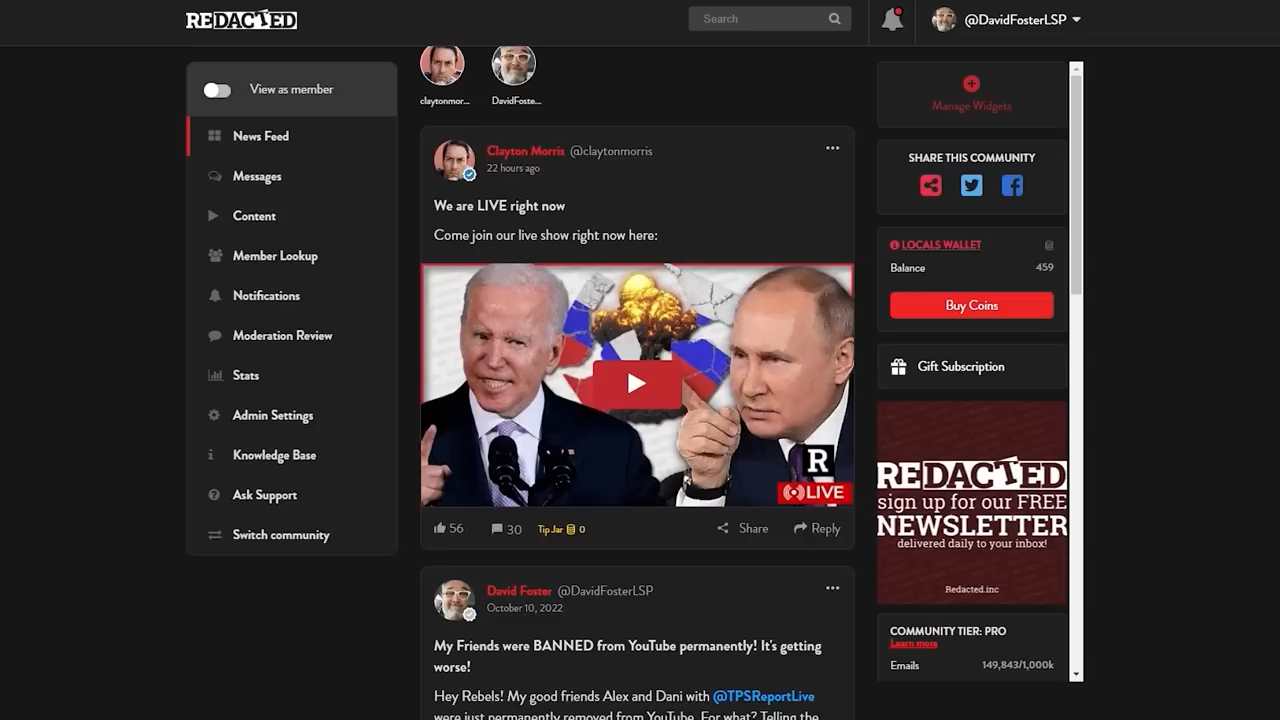 REDACTED
Search
@DavidFosterLSP
View as member
News Feed
Messages
Content
Member Lookup
Notifications
Moderation Review
Stats
Admin Settings
Knowledge Base
Ask Support
Switch community
claytonmor...
DavidFoste...
Clayton Morris @claytonmorris
22 hours ago
We are LIVE right now
Come join our live show right now here:
R
LIVE
56
30
Tip Jar 0
Share
Reply
David Foster @DavidFosterLSP
October 10, 2022
My Friends were BANNED from YouTube permanently! It's getting
worse!
Hey Rebels! My good friends Alex and Dani with @TPSReportLive
were just permanently removed from YouTube. For what? Telling the
Manage Widgets
SHARE THIS COMMUNITY
LOCALS WALLET
Balance 459
Buy Coins
Gift Subscription
REDACTED
sign up for our FREE
NEWSLETTER
delivered daily to your inbox!
Redacted.inc
COMMUNITY TIER: PRO
Learn more
Emails 149,843/1,000k